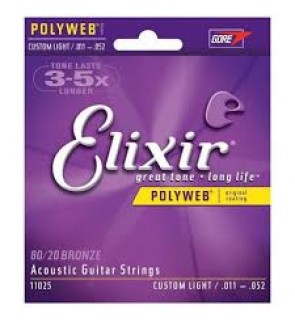 POLYWEB
GORE
CUSTOM LIGHT / .011 - .052
TONE LASTS
3-5x
LONGER
e
Elixir
great tone • long life
POLYWEB
original
coating
80/20 BRONZE
Acoustic Guitar Strings
11025
CUSTOM LIGHT / .011 - .052